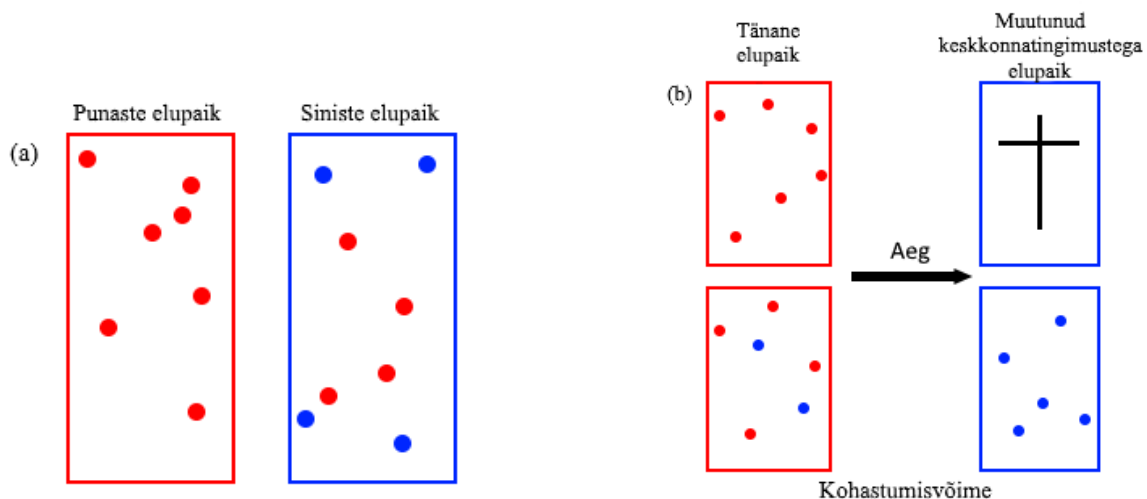 (a)
Punaste elupaik
Siniste elupaik
(b)
Tänane
elupaik
Muutunud
keskkonnatingimustega
elupaik
Aeg
Kohastumisvõime